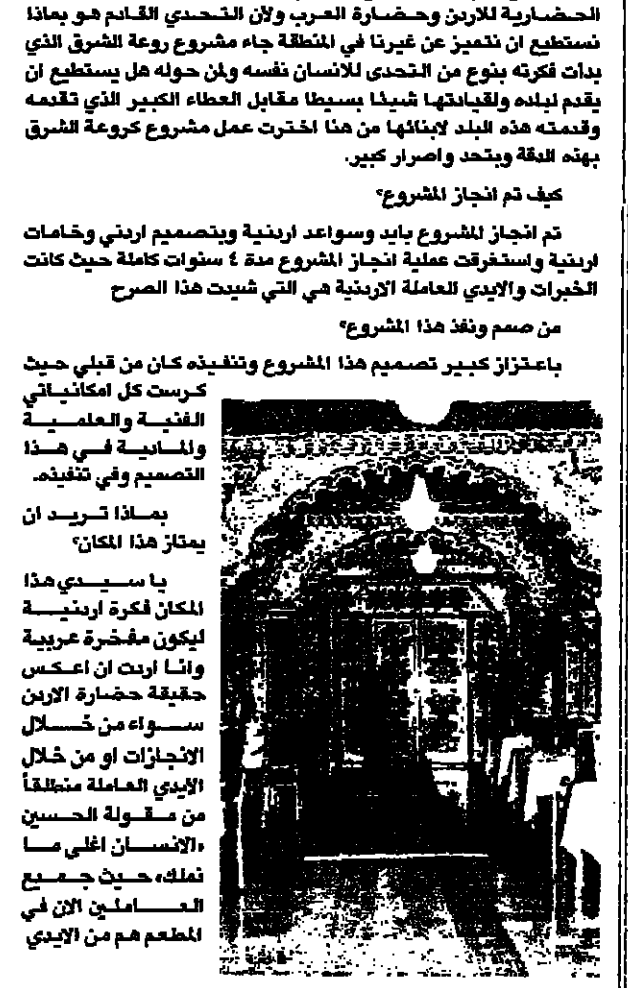 الحضارية للاردن وحضارة العرب ولان التحدي القادم هو بماذا
نستطيع ان نتميز عن غيرنا في المنطقة جاء مشروع روعة الشرق الذي
بدات فكرته بنوع من التحدى للانسان نفسه ولمن حوله هل يستطيع ان
يقدم لبلده ولقيادتها شيئا بسيطا مقابل العطاء الكبير الذي تقدمه
وقدمته هذه البلد لابنائها من هنا اخترت عمل مشروع كروعة الشرق
بهذه الدقة وبتحد واصرار كبير.
كيف تم انجاز المشروع؟
تم انجاز المشروع بايد وسواعد اردنية وبتصميم اردني وخامات
اردنية واستغرقت عملية انجاز المشروع مدة ٤ سنوات كاملة حيث كانت
الخبرات والايدي العاملة الاردنية هي التي شيدت هذا الصرح
من صمم ونفذ هذا المشروع؟
باعتزاز كبير تصميم هذا المشروع وتنفيذه كان من قبلي حيث
كرست كل امكانياتي
الفنية والعلمية
والمادية في هذا
التصميم وفي تنفيذه.
بماذا تريد ان
يمتاز هذا المكان؟
يا سيدي هذا
المكان فكرة اردنية
ليكون مفخرة عربية
وانا اردت ان اعكس
حقيقة حضارة الاردن
سواء من خلال
الانجازات او من خلال
الايدي العاملة منطلقاً
من مقولة الحسين
«الانسان اغلى ما
نملك» حيث جميع
العاملين الان في
المطعم هم من الايدي